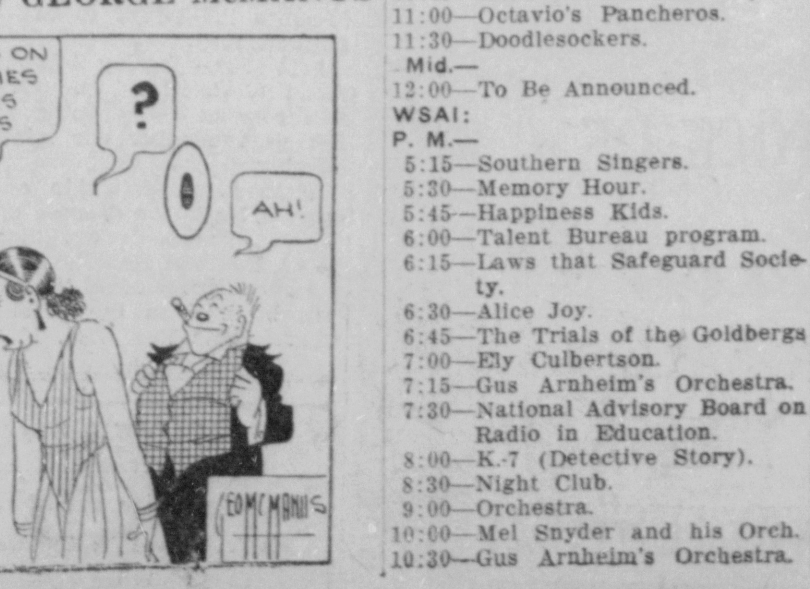 GEORGE McMANUS
ON
IES
S
S
?
!
AH!
GEO MCMANUS
11:00—Octavio's Pancheros.
11:30—Doodlesockers.
Mid.—
12:00—To Be Announced.
WSAI:
P. M.—
5:15—Southern Singers.
5:30—Memory Hour.
5:45—Happiness Kids.
6:00—Talent Bureau program.
6:15—Laws that Safeguard Socie-
ty.
6:30—Alice Joy.
6:45—The Trials of the Goldbergs
7:00—Ely Culbertson.
7:15—Gus Arnheim's Orchestra.
7:30—National Advisory Board on
Radio in Education.
8:00—K.-7 (Detective Story).
8:30—Night Club.
9:00—Orchestra.
10:00—Mel Snyder and his Orch.
10:30—Gus Arnheim's Orchestra.